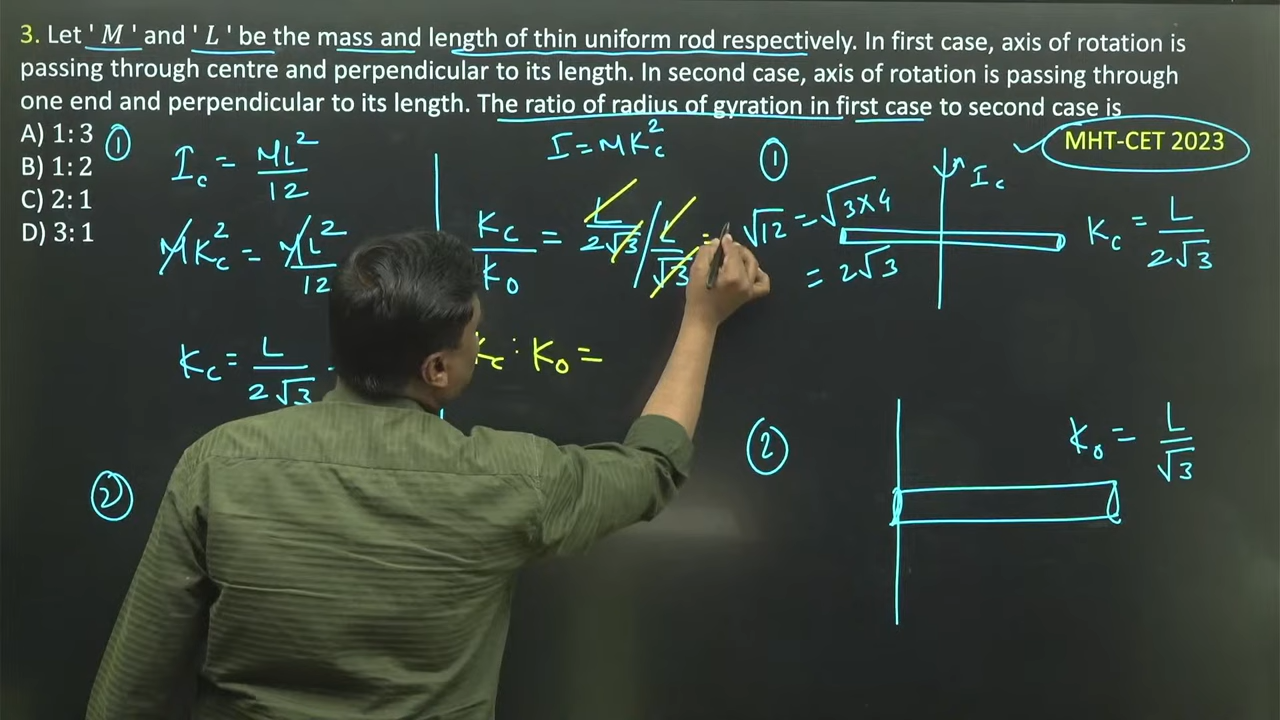 3. Let ' M ' and ' L ' be the mass and length of thin uniform rod respectively. In first case, axis of rotation is
passing through centre and perpendicular to its length. In second case, axis of rotation is passing through
one end and perpendicular to its length. The ratio of radius of gyration in first case to second case is
A) 1: 3
B) 1: 2
C) 2: 1
D) 3: 1
MHT-CET 2023
①
I_c = ML²/12
MK_c² = ML²/12
K_c = L/2√3
I = MK_c²
K_c/K_o = L/2√3 / L/√3 =
K_c : K_o =
√12 = √3×4
= 2√3
①
I_c
K_c = L/2√3
②
②
K_o = L/√3